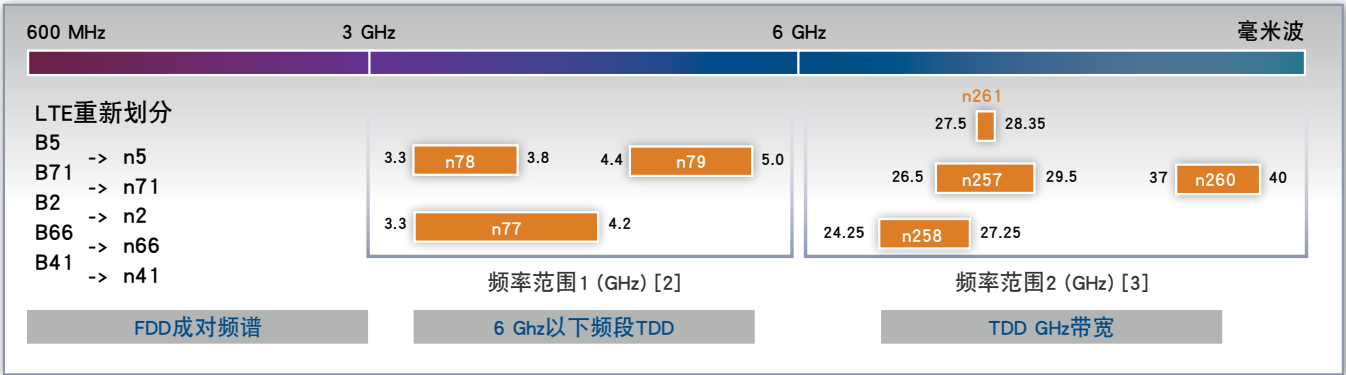 600 MHz
3 GHz
6 GHz
毫米波
LTE重新划分
B5
-> n5
B71
-> n71
B2
-> n2
B66
-> n66
B41
-> n41
3.3 n78 3.8
4.4 n79 5.0
3.3 n77 4.2
频率范围1 (GHz) [2]
n261
27.5 28.35
26.5 n257 29.5
37 n260 40
24.25 n258 27.25
频率范围2 (GHz) [3]
FDD成对频谱
6 Ghz以下频段TDD
TDD GHz带宽